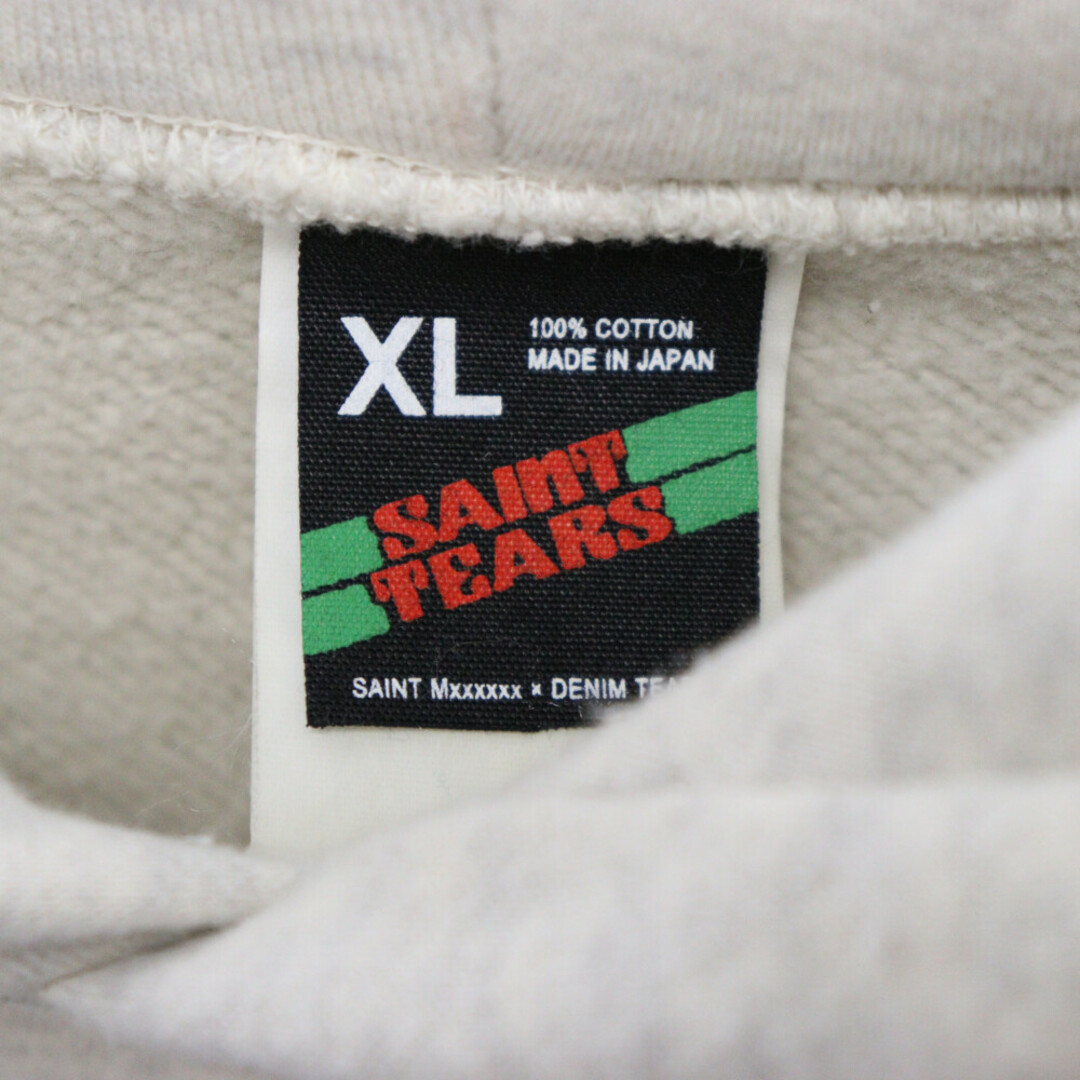 XL
100% COTTON
MADE IN JAPAN
SAINT
TEARS
SAINT Mxxxxxx × DENIM